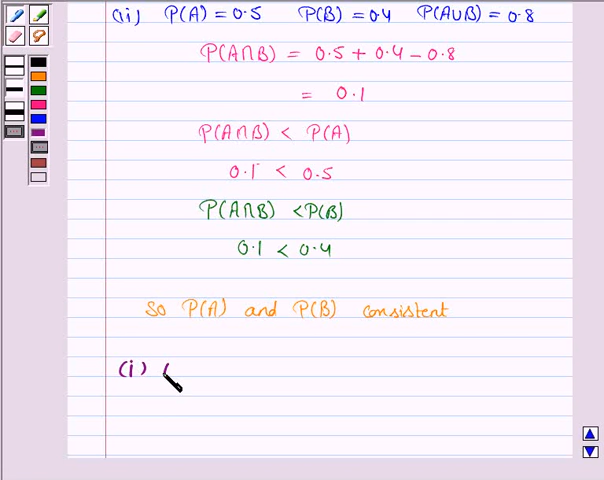 (ii) P(A) = 0.5 P(B) = 0.4 P(A∪B) = 0.8
P(A∩B) = 0.5 + 0.4 - 0.8
= 0.1
P(A∩B) < P(A)
0.1 < 0.5
P(A∩B) < P(B)
0.1 < 0.4
So P(A) and P(B) consistent
(i) (